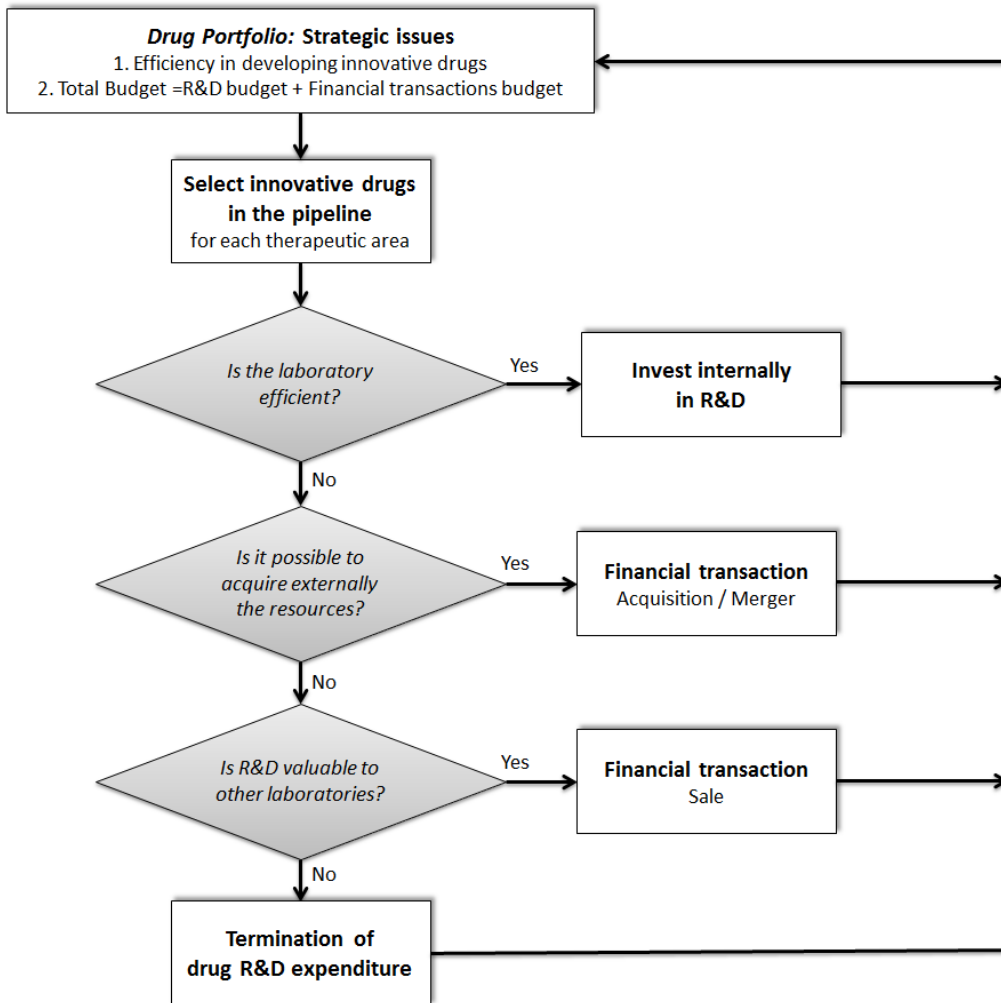 Drug Portfolio: Strategic issues
1. Efficiency in developing innovative drugs
2. Total Budget =R&D budget + Financial transactions budget
Select innovative drugs
in the pipeline
for each therapeutic area
Is the laboratory
efficient?
Yes
Invest internally
in R&D
No
Is it possible to
acquire externally
the resources?
Yes
Financial transaction
Acquisition / Merger
No
Is R&D valuable to
other laboratories?
Yes
Financial transaction
Sale
No
Termination of
drug R&D expenditure